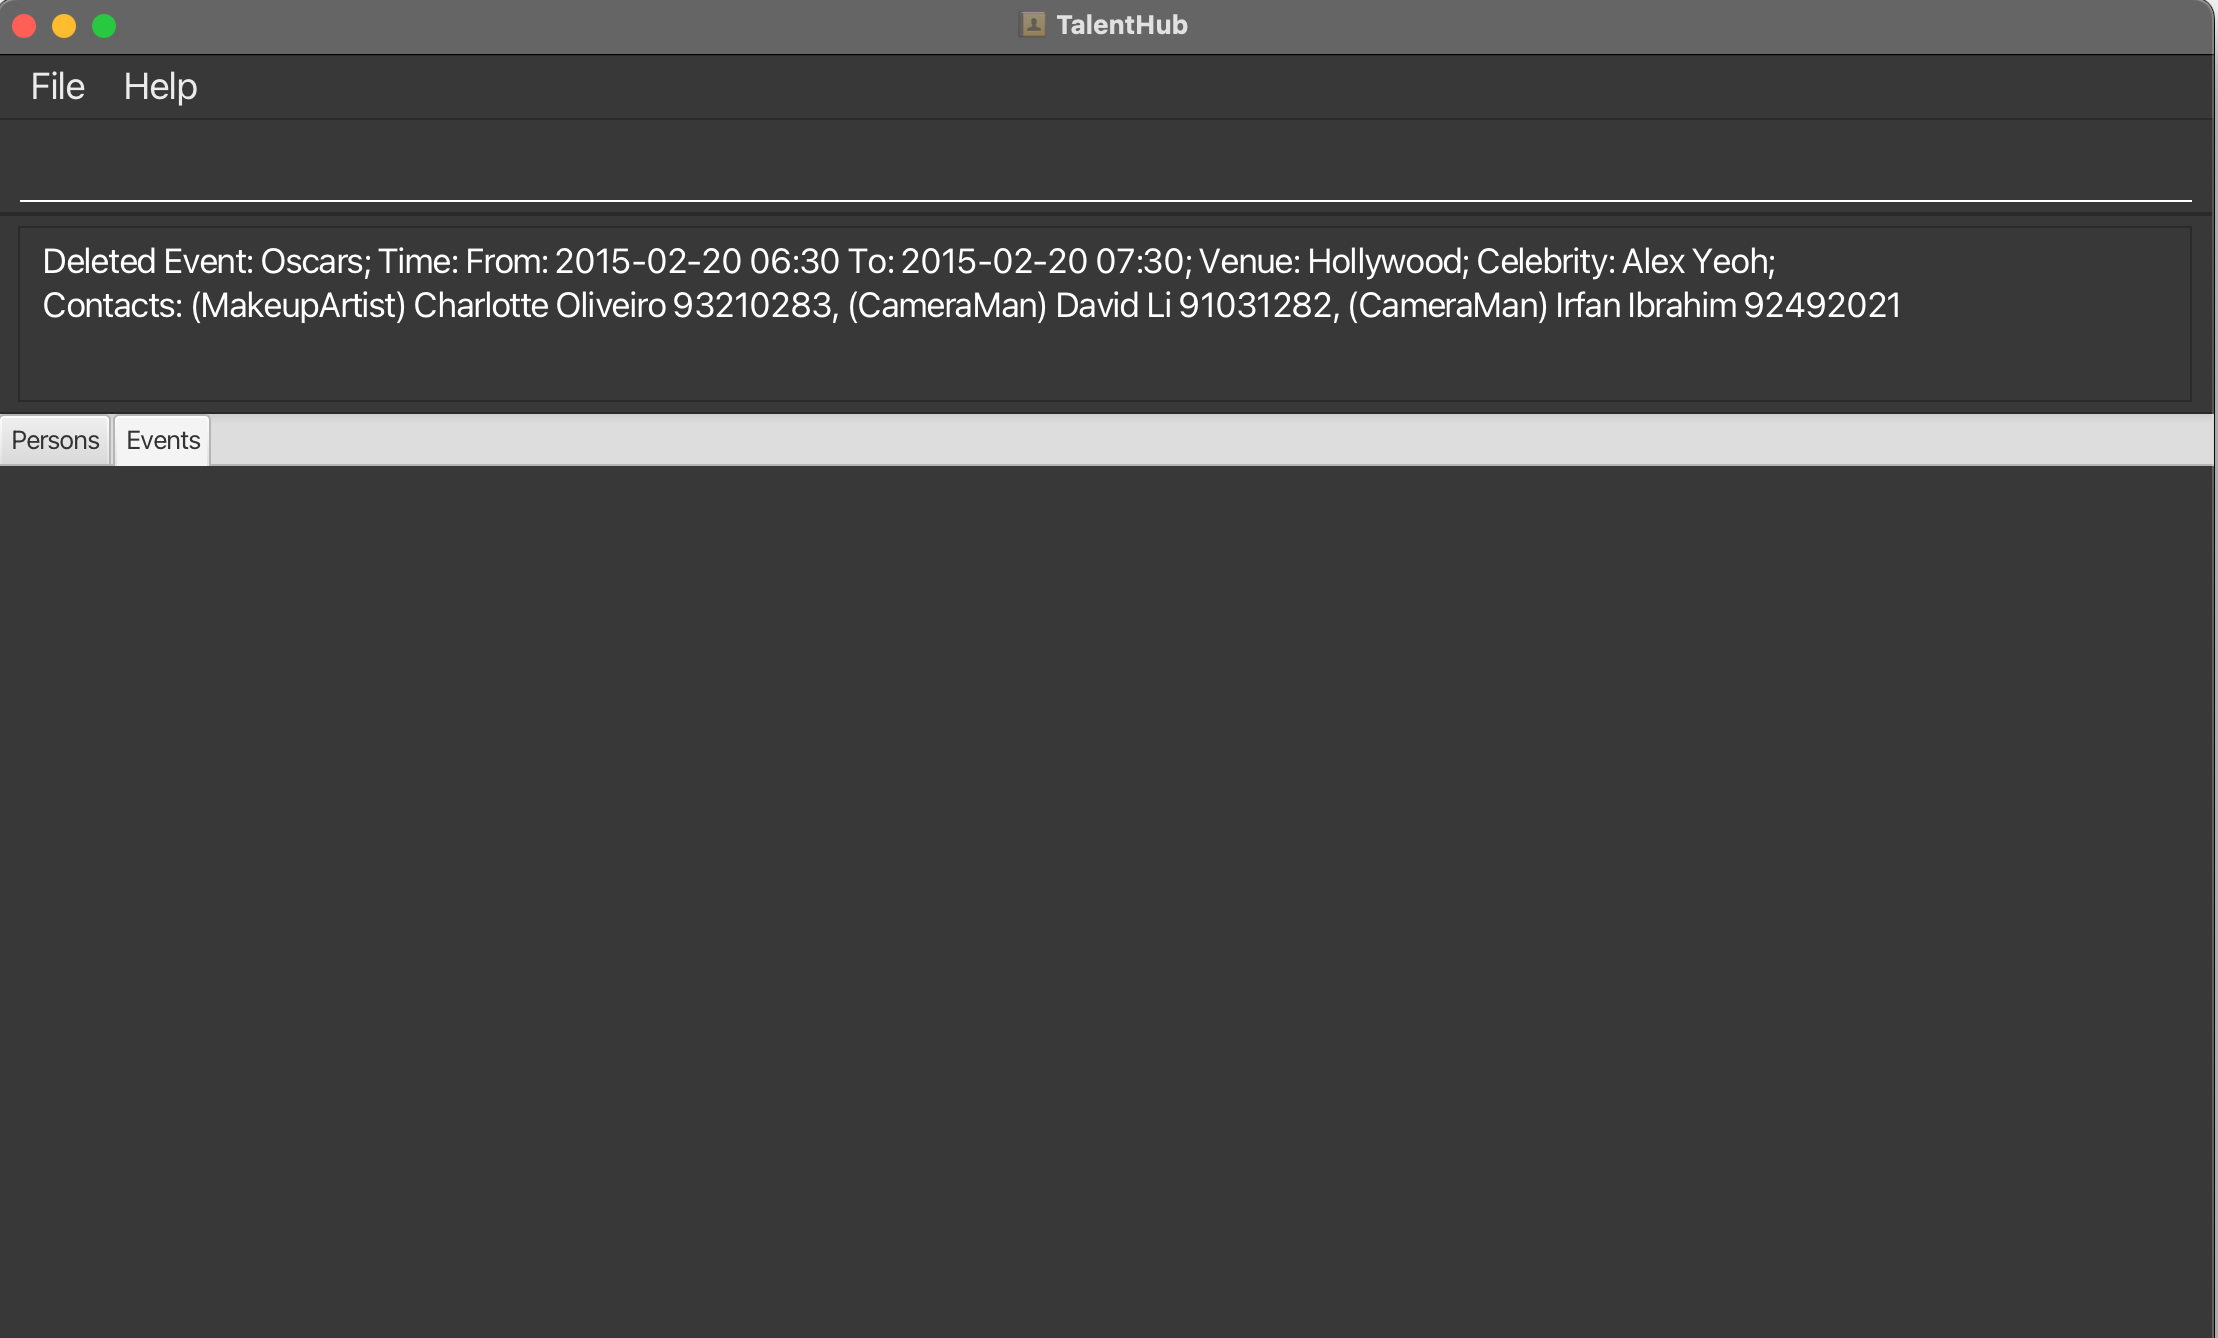 TalentHub
File Help
Deleted Event: Oscars; Time: From: 2015-02-20 06:30 To: 2015-02-20 07:30; Venue: Hollywood; Celebrity: Alex Yeoh;
Contacts: (MakeupArtist) Charlotte Oliveiro 93210283, (CameraMan) David Li 91031282, (CameraMan) Irfan Ibrahim 92492021
Persons Events